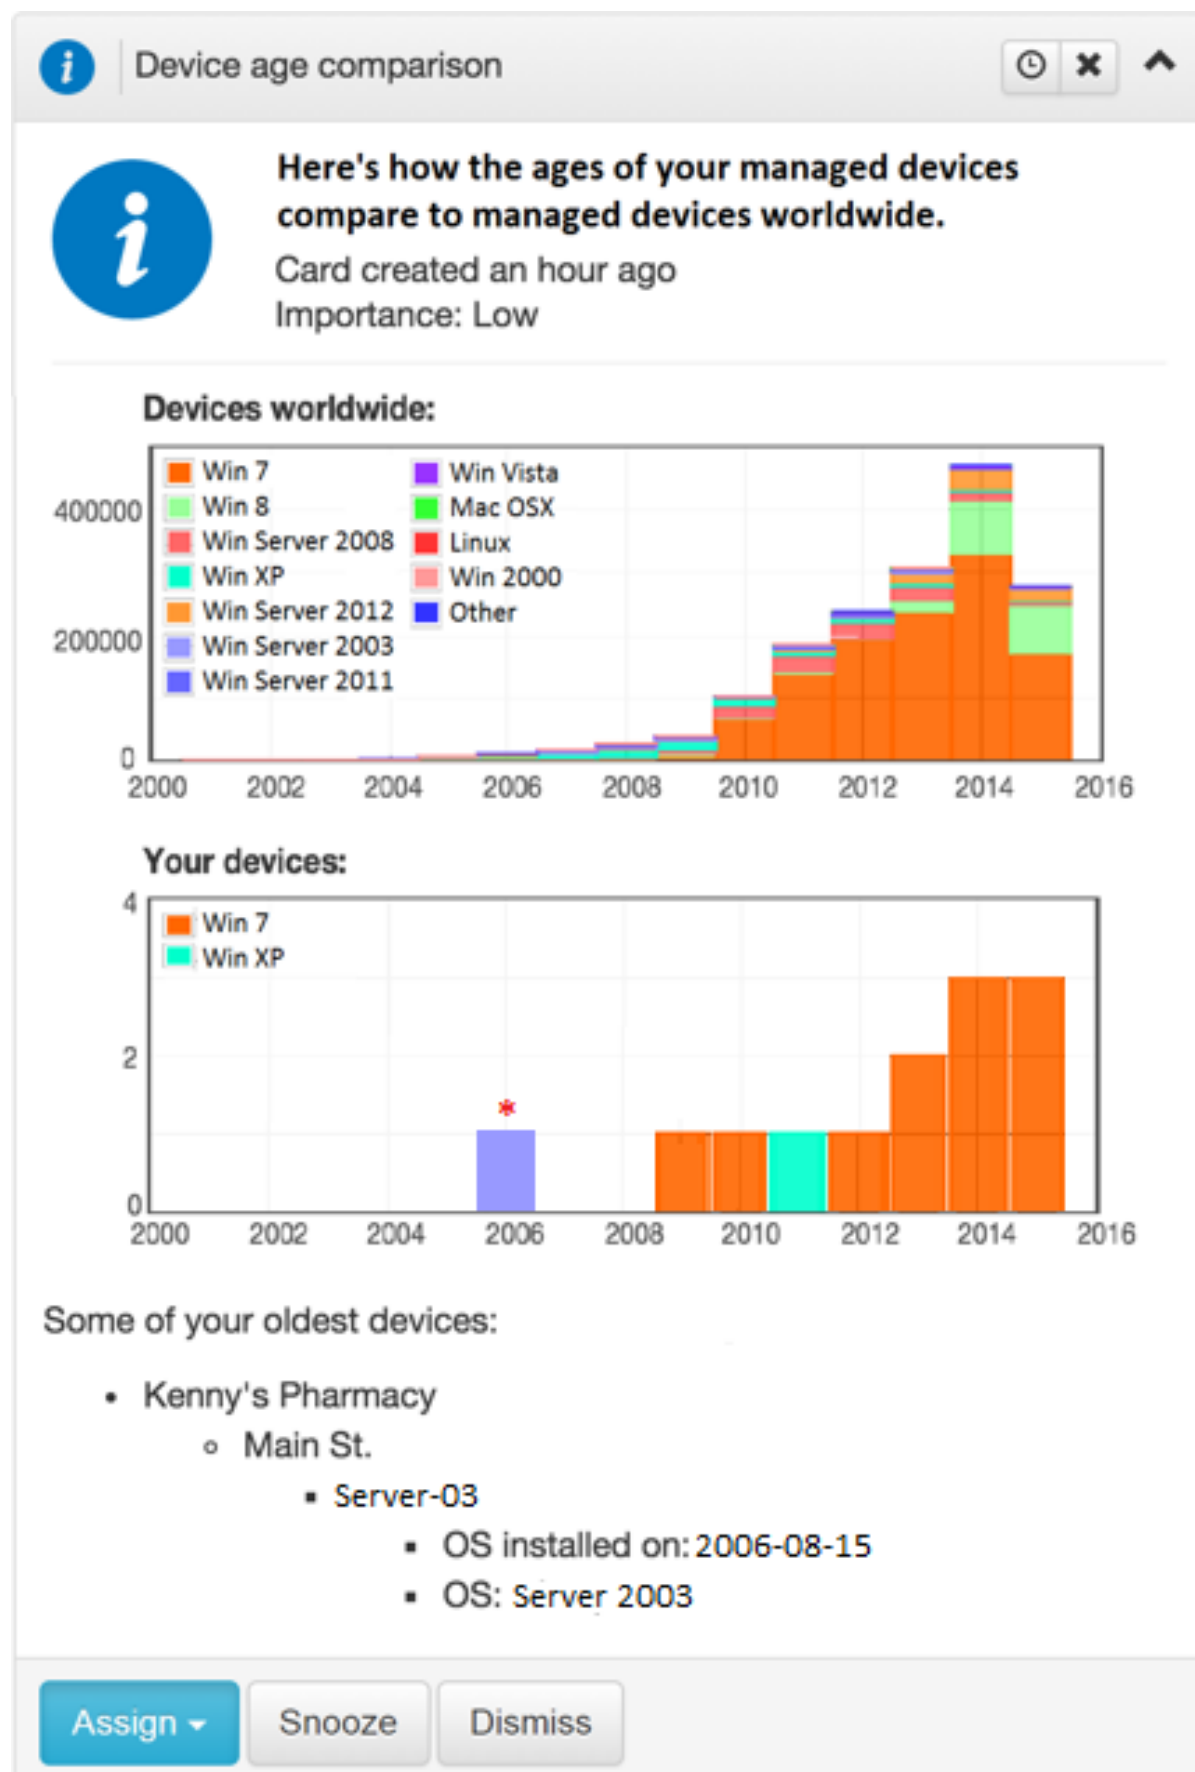 Device age comparison
Here's how the ages of your managed devices
compare to managed devices worldwide.
Card created an hour ago
Importance: Low
Devices worldwide:
Win 7
Win 8
Win Server 2008
Win XP
Win Server 2012
Win Server 2003
Win Server 2011
Win Vista
Mac OSX
Linux
Win 2000
Other
400000
200000
0
2000 2002 2004 2006 2008 2010 2012 2014 2016
Your devices:
Win 7
Win XP
4
2
0
*
2000 2002 2004 2006 2008 2010 2012 2014 2016
Some of your oldest devices:
• Kenny's Pharmacy
○ Main St.
▪ Server-03
▪ OS installed on: 2006-08-15
▪ OS: Server 2003
Assign
Snooze
Dismiss